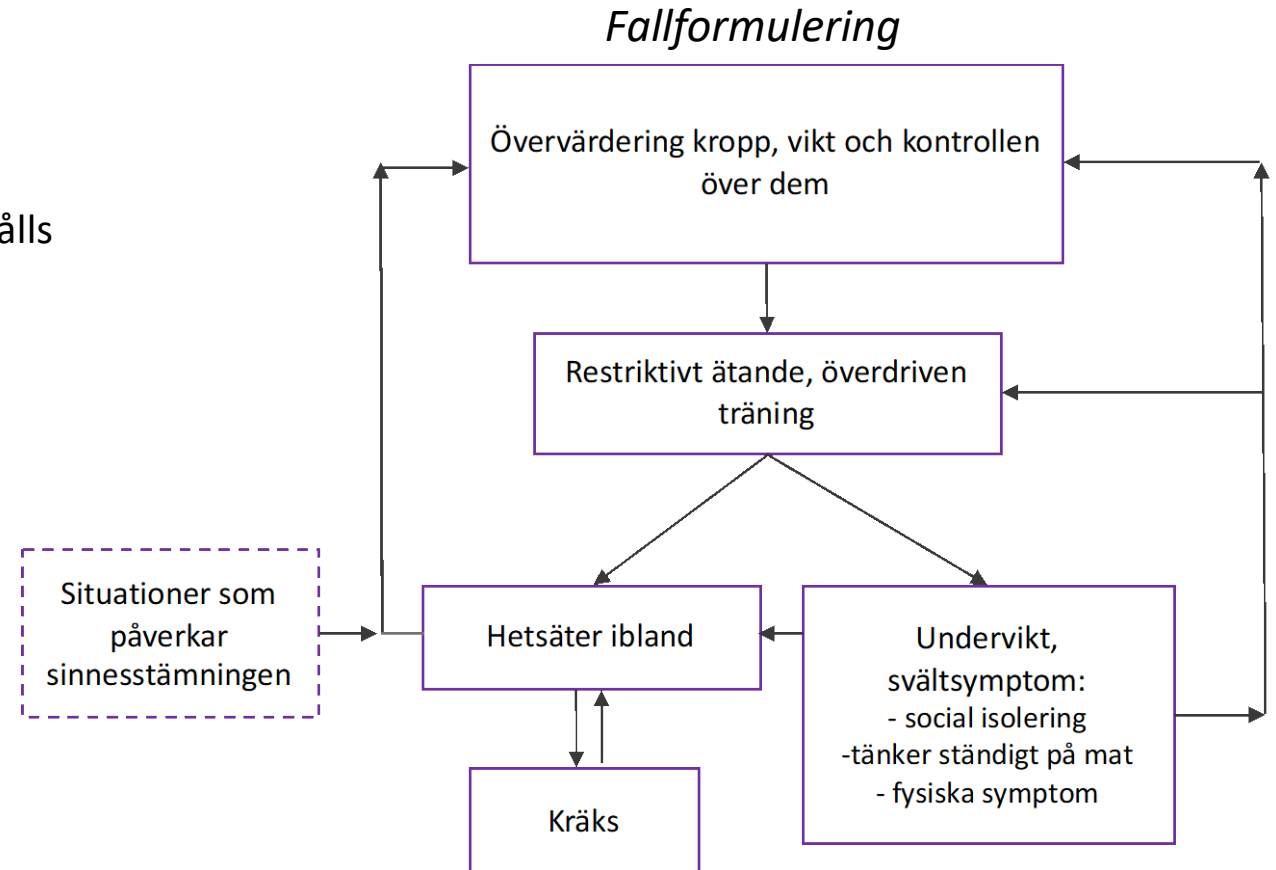 Fallformulering
Övervärdering kropp, vikt och kontrollen
över dem
ålls
Restriktivt ätande, överdriven
träning
Situationer som
påverkar
sinnesstämningen
Hetsäter ibland
Undervikt,
svältsymptom:
- social isolering
-tänker ständigt på mat
- fysiska symptom
Kräks